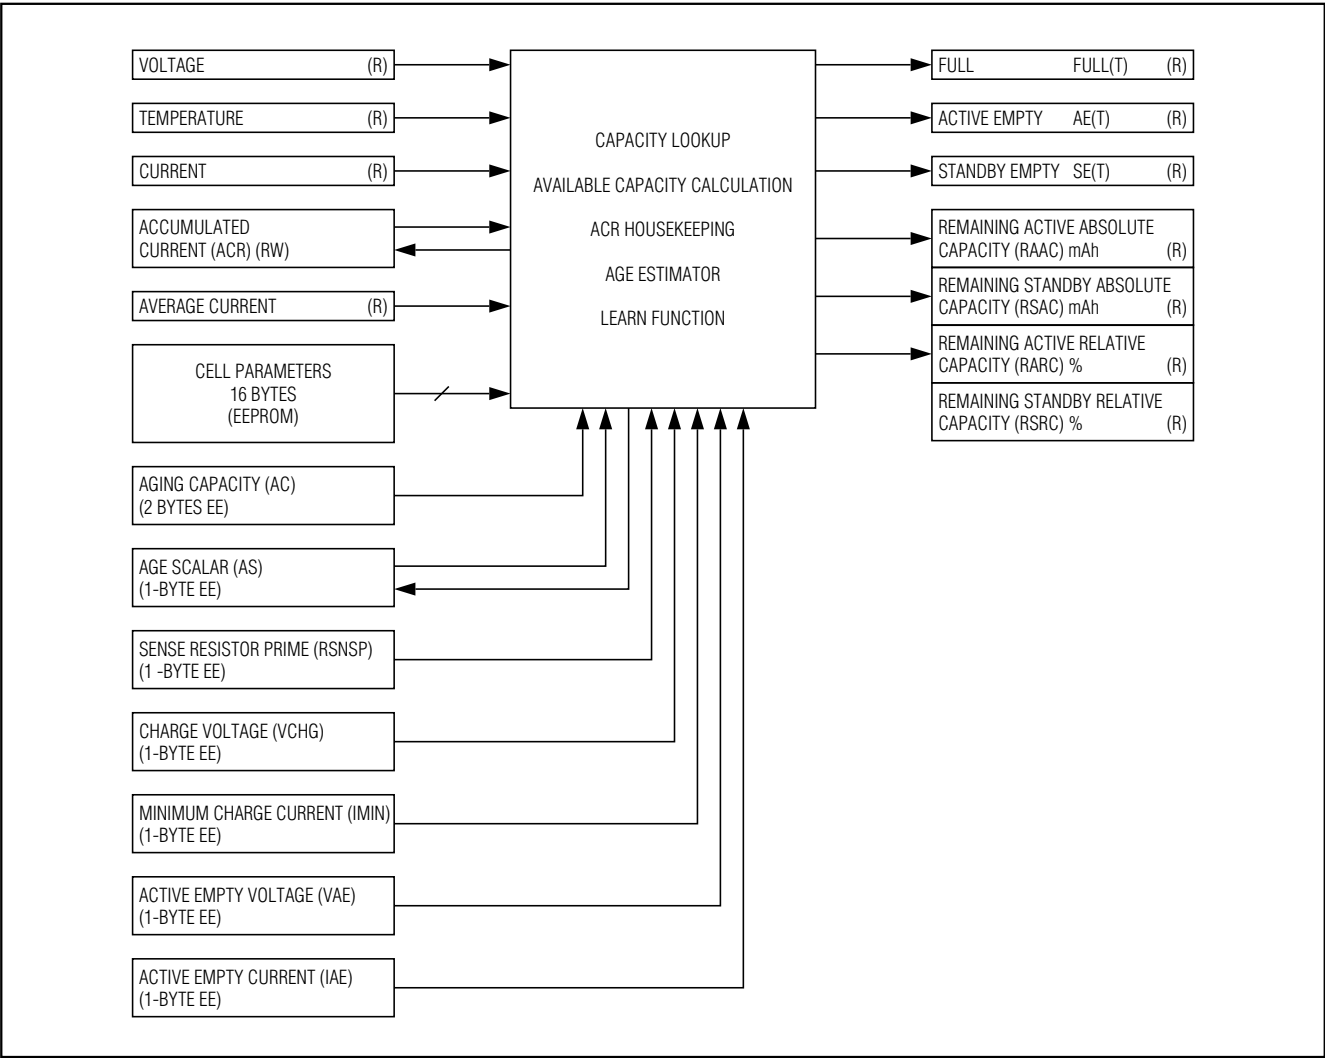 VOLTAGE (R)
TEMPERATURE (R)
CURRENT (R)
ACCUMULATED
CURRENT (ACR) (RW)
AVERAGE CURRENT (R)
CELL PARAMETERS
16 BYTES
(EEPROM)
AGING CAPACITY (AC)
(2 BYTES EE)
AGE SCALAR (AS)
(1-BYTE EE)
SENSE RESISTOR PRIME (RSNSP)
(1 -BYTE EE)
CHARGE VOLTAGE (VCHG)
(1-BYTE EE)
MINIMUM CHARGE CURRENT (IMIN)
(1-BYTE EE)
ACTIVE EMPTY VOLTAGE (VAE)
(1-BYTE EE)
ACTIVE EMPTY CURRENT (IAE)
(1-BYTE EE)
CAPACITY LOOKUP
AVAILABLE CAPACITY CALCULATION
ACR HOUSEKEEPING
AGE ESTIMATOR
LEARN FUNCTION
FULL FULL(T) (R)
ACTIVE EMPTY AE(T) (R)
STANDBY EMPTY SE(T) (R)
REMAINING ACTIVE ABSOLUTE
CAPACITY (RAAC) mAh (R)
REMAINING STANDBY ABSOLUTE
CAPACITY (RSAC) mAh (R)
REMAINING ACTIVE RELATIVE
CAPACITY (RARC) % (R)
REMAINING STANDBY RELATIVE
CAPACITY (RSRC) % (R)